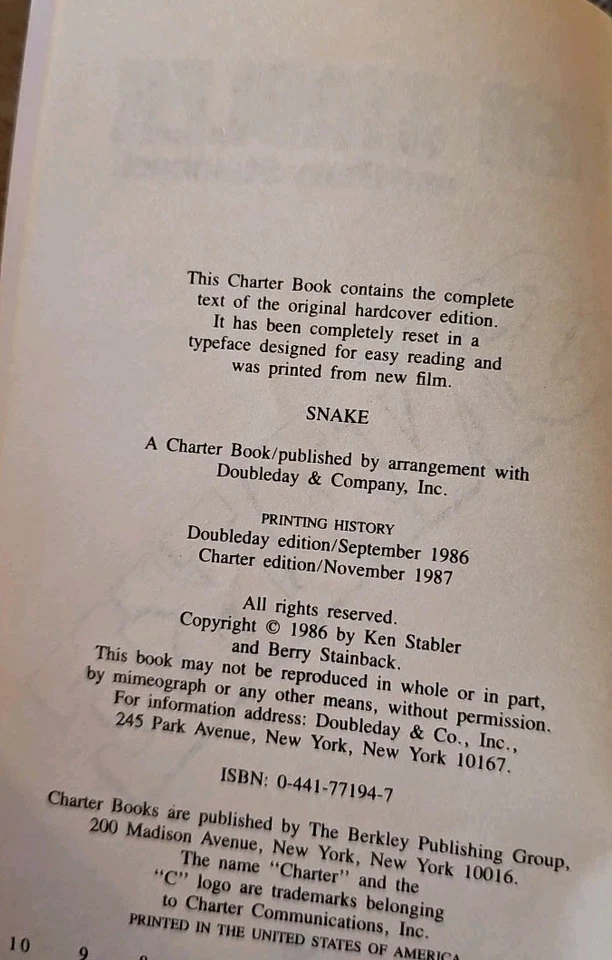 This Charter Book contains the complete
text of the original hardcover edition.
It has been completely reset in a
typeface designed for easy reading and
was printed from new film.
SNAKE
A Charter Book/published by arrangement with
Doubleday & Company, Inc.
PRINTING HISTORY
Doubleday edition/September 1986
Charter edition/November 1987
All rights reserved.
Copyright © 1986 by Ken Stabler
and Berry Stainback.
This book may not be reproduced in whole or in part,
by mimeograph or any other means, without permission.
For information address: Doubleday & Co., Inc.,
245 Park Avenue, New York, New York 10167.
ISBN: 0-441-77194-7
Charter Books are published by The Berkley Publishing Group,
200 Madison Avenue, New York, New York 10016.
The name “Charter” and the
“C” logo are trademarks belonging
to Charter Communications, Inc.
PRINTED IN THE UNITED STATES OF AMERICA
10 9